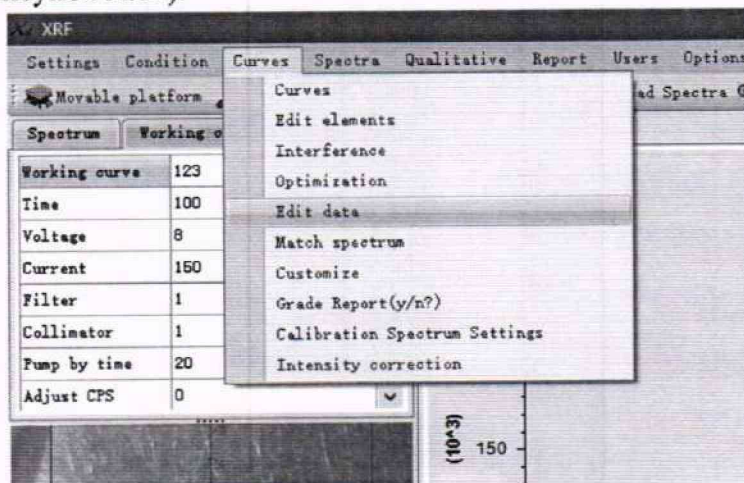 XRF
Settings Condition Curves Spectra Qualitative Report Users Options
Movable platform
ad Spectra
Spectrum Working
Curves
Edit elements
Interference
Optimization
Edit data
Match spectrum
Customize
Grade Report(y/n?)
Calibration Spectrum Settings
Intensity correction
Working curve 123
Time 100
Voltage 8
Current 150
Filter 1
Collimator 1
Pump by time 20
Adjust CPS 0
(10^3)
150